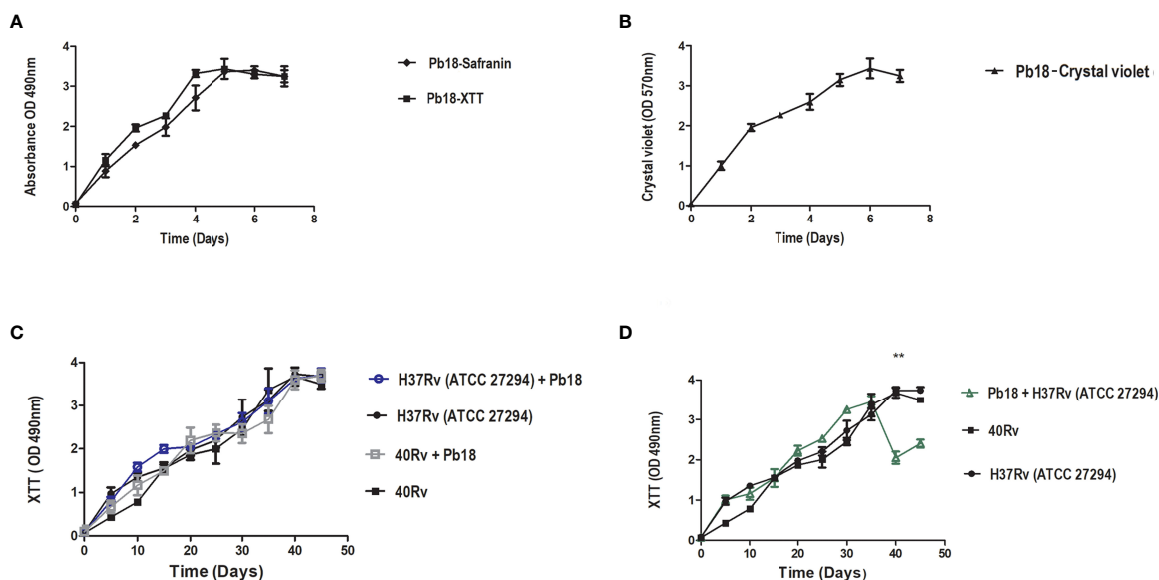 A
Absorbance OD 490nm
4
3
2
1
0
0 2 4 6 8
Time (Days)
Pb18-Safranin
Pb18-XTT
B
Crystal violet (OD 570nm)
4
3
2
1
0
0 2 4 6 8
Time (Days)
Pb18-Crystal violet
C
XTT ( OD 490nm)
4
3
2
1
0
0 10 20 30 40 50
Time (Days)
H37Rv (ATCC 27294) + Pb18
H37Rv (ATCC 27294)
40Rv + Pb18
40Rv
D
**
XTT (OD 490nm)
4
3
2
1
0
0 10 20 30 40 50
Time (Days)
Pb18 + H37Rv (ATCC 27294)
40Rv
H37Rv (ATCC 27294)